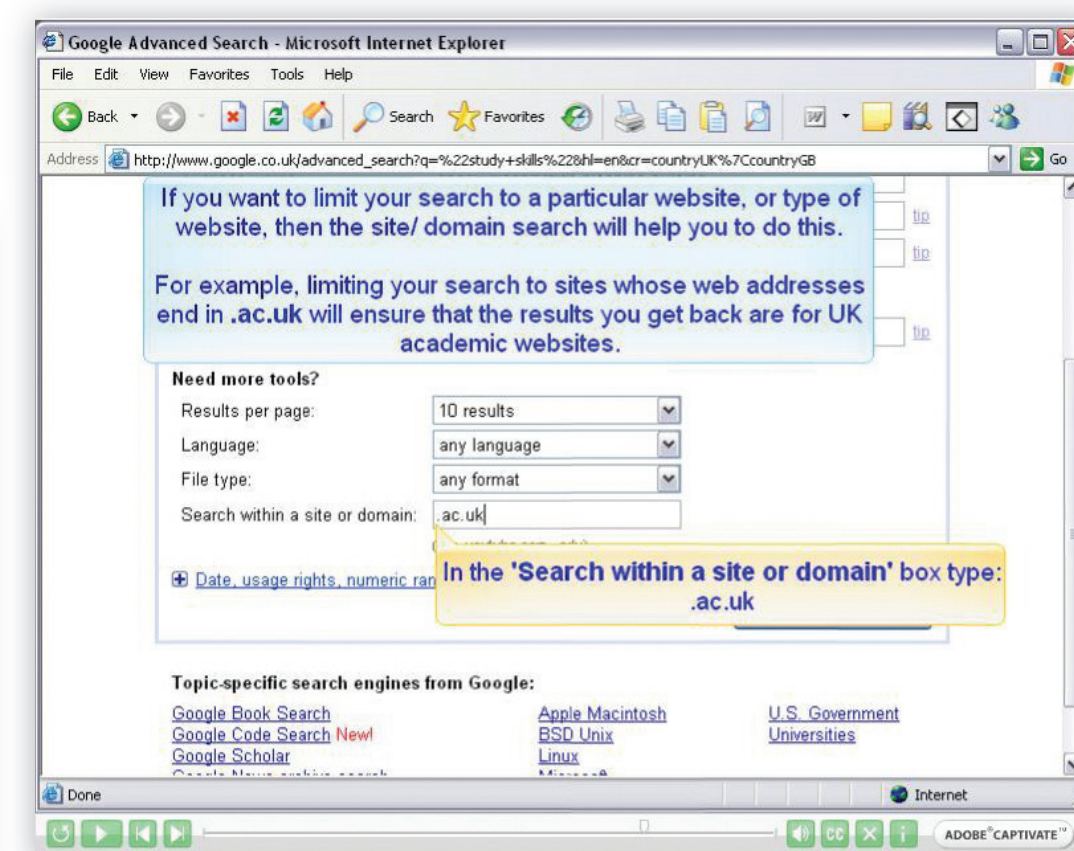 Google Advanced Search - Microsoft Internet Explorer
File Edit View Favorites Tools Help
Back Search Favorites
Address http://www.google.co.uk/advanced_search?q=%22study+skills%22&hl=en&cr=countryUK%7CcountryGB Go
If you want to limit your search to a particular website, or type of
website, then the site/ domain search will help you to do this.
For example, limiting your search to sites whose web addresses
end in .ac.uk will ensure that the results you get back are for UK
academic websites.
tip
tip
tip
Need more tools?
Results per page: 10 results
Language: any language
File type: any format
Search within a site or domain: .ac.uk
In the 'Search within a site or domain' box type:
.ac.uk
Date, usage rights, numeric
Topic-specific search engines from Google:
Google Book Search Apple Macintosh U.S. Government
Google Code Search New! BSD Unix Universities
Google Scholar Linux
Done Internet
CC i ADOBE® CAPTIVATE™